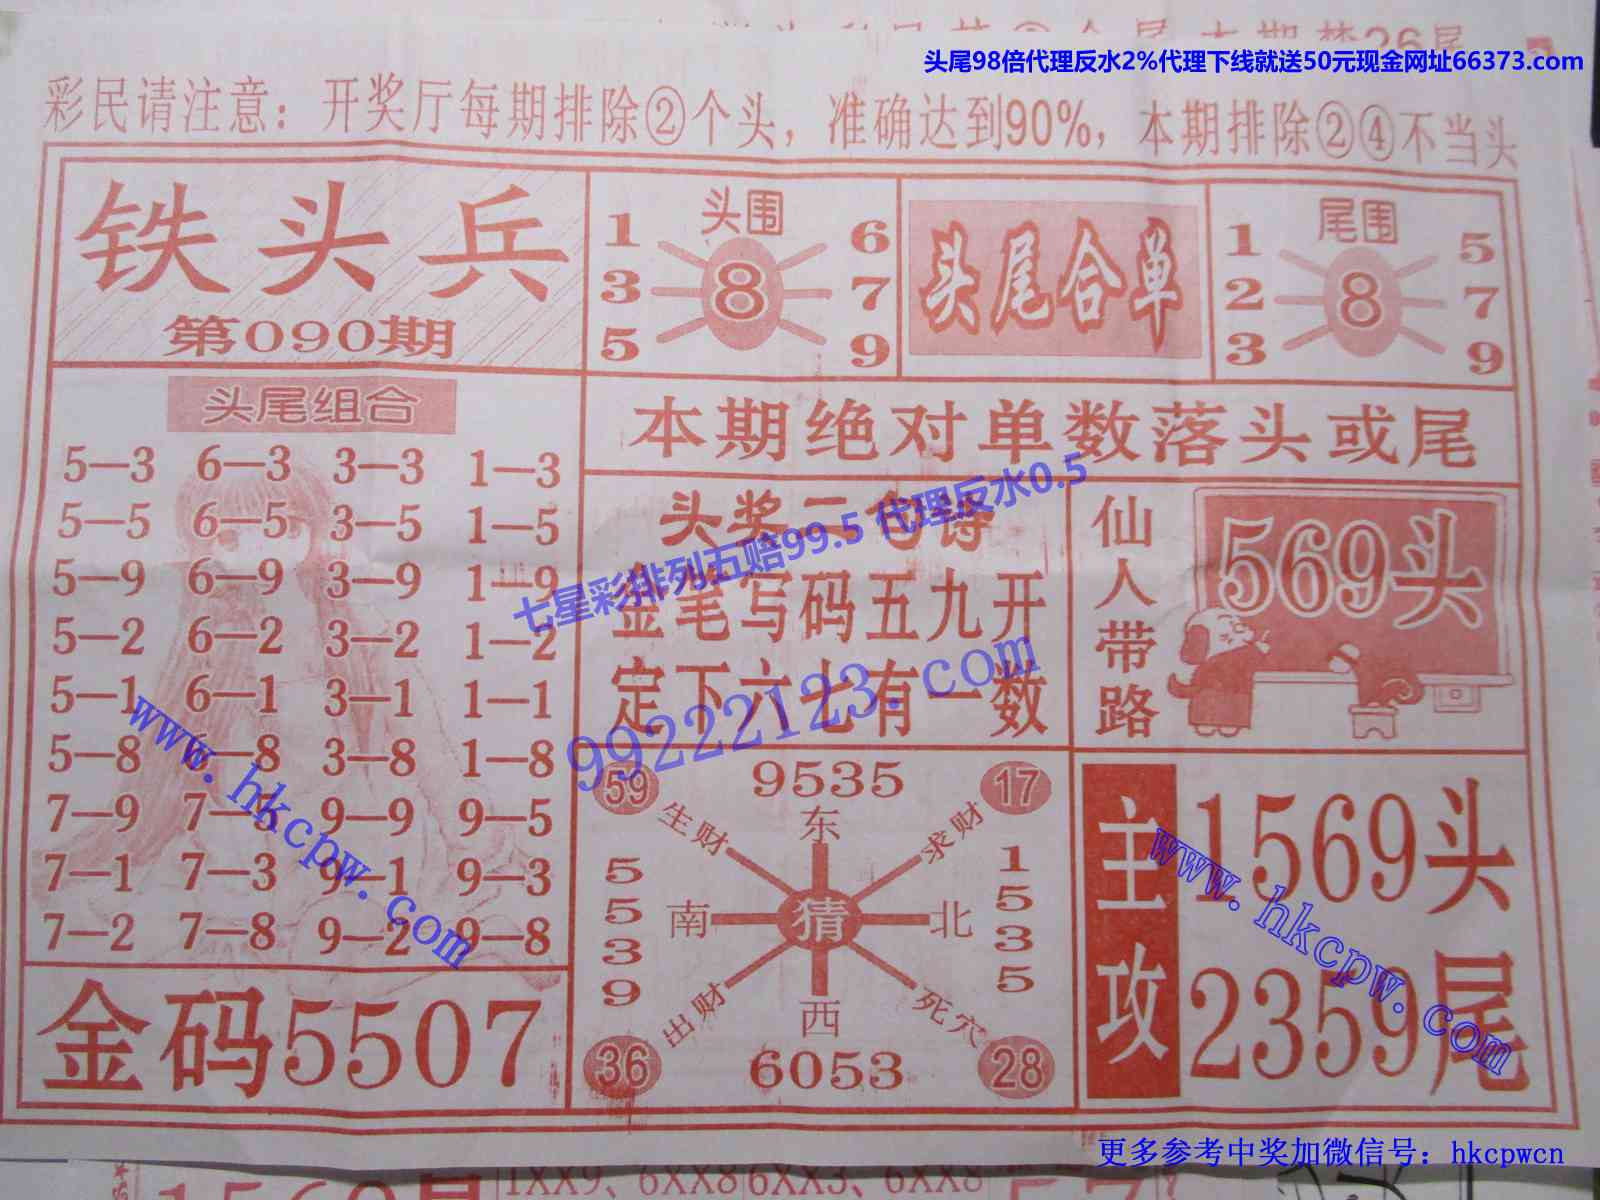 头尾98倍代理反水2%代理下线就送50元现金网址66373.com
彩民请注意：开奖厅每期排除②个头，准确达到90%，本期排除②④不当头
铁头兵
第090期
头围
1 6
3 8 7
5 9
头尾合单
尾围
1 5
2 8 7
3 9
头尾组合
5—3 6—3 3—3 1—3
5—5 6—5 3—5 1—5
5—9 6—9 3—9 1—9
5—2 6—2 3—2 1—2
5—1 6—1 3—1 1—1
5—8 6—8 3—8 1—8
7—9 7—5 9—9 9—5
7—1 7—3 9—1 9—3
7—2 7—8 9—2 9—8
金码5507
本期绝对单数落头或尾
头奖二
金笔写码五九开
定下六七有一数
七星彩排列五赔99.5 代理反水0.5
99222123.com
仙人带路
569头
59 9535 17
生财 东 求财
5539 南 猜 北 1535
出财 西 死穴
36 6053 28
主攻
1569头
2359尾
www.hkcpw.com
www.hkcpw.com
更多参考中奖加微信号：hkcpwcn
1XX9、6XX8 6XX3、6XX8